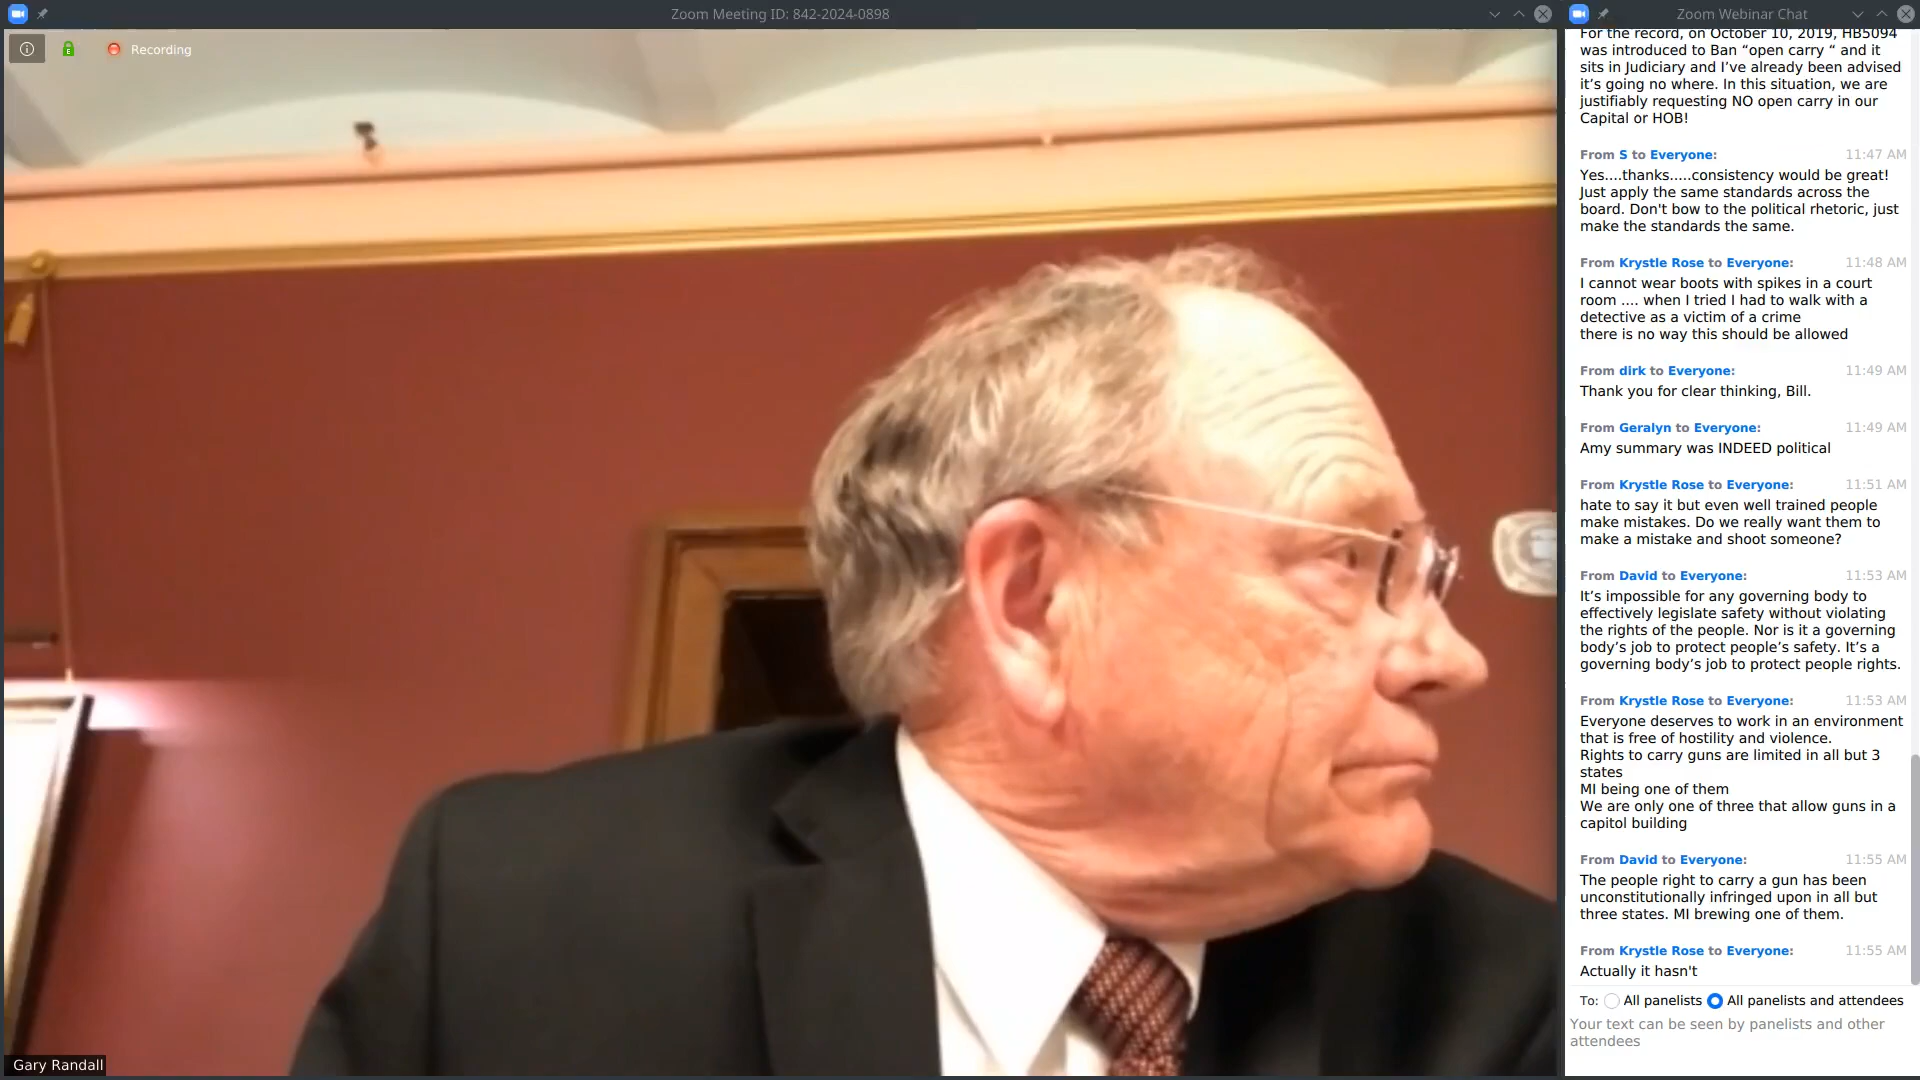 Zoom Meeting ID: 842-2024-0898
Recording
Gary Randall
Zoom Webinar Chat
For the record, on October 10, 2019, HB5094
was introduced to Ban “open carry “ and it
sits in Judiciary and I’ve already been advised
it’s going no where. In this situation, we are
justifiably requesting NO open carry in our
Capital or HOB!
From S to Everyone: 11:47 AM
Yes....thanks.....consistency would be great!
Just apply the same standards across the
board. Don't bow to the political rhetoric, just
make the standards the same.
From Krystle Rose to Everyone: 11:48 AM
I cannot wear boots with spikes in a court
room .... when I tried I had to walk with a
detective as a victim of a crime
there is no way this should be allowed
From dirk to Everyone: 11:49 AM
Thank you for clear thinking, Bill.
From Geralyn to Everyone: 11:49 AM
Amy summary was INDEED political
From Krystle Rose to Everyone: 11:51 AM
hate to say it but even well trained people
make mistakes. Do we really want them to
make a mistake and shoot someone?
From David to Everyone: 11:53 AM
It’s impossible for any governing body to
effectively legislate safety without violating
the rights of the people. Nor is it a governing
body’s job to protect people’s safety. It’s a
governing body’s job to protect people rights.
From Krystle Rose to Everyone: 11:53 AM
Everyone deserves to work in an environment
that is free of hostility and violence.
Rights to carry guns are limited in all but 3
states
MI being one of them
We are only one of three that allow guns in a
capitol building
From David to Everyone: 11:55 AM
The people right to carry a gun has been
unconstitutionally infringed upon in all but
three states. MI brewing one of them.
From Krystle Rose to Everyone: 11:55 AM
Actually it hasn't
To: All panelists All panelists and attendees
Your text can be seen by panelists and other
attendees